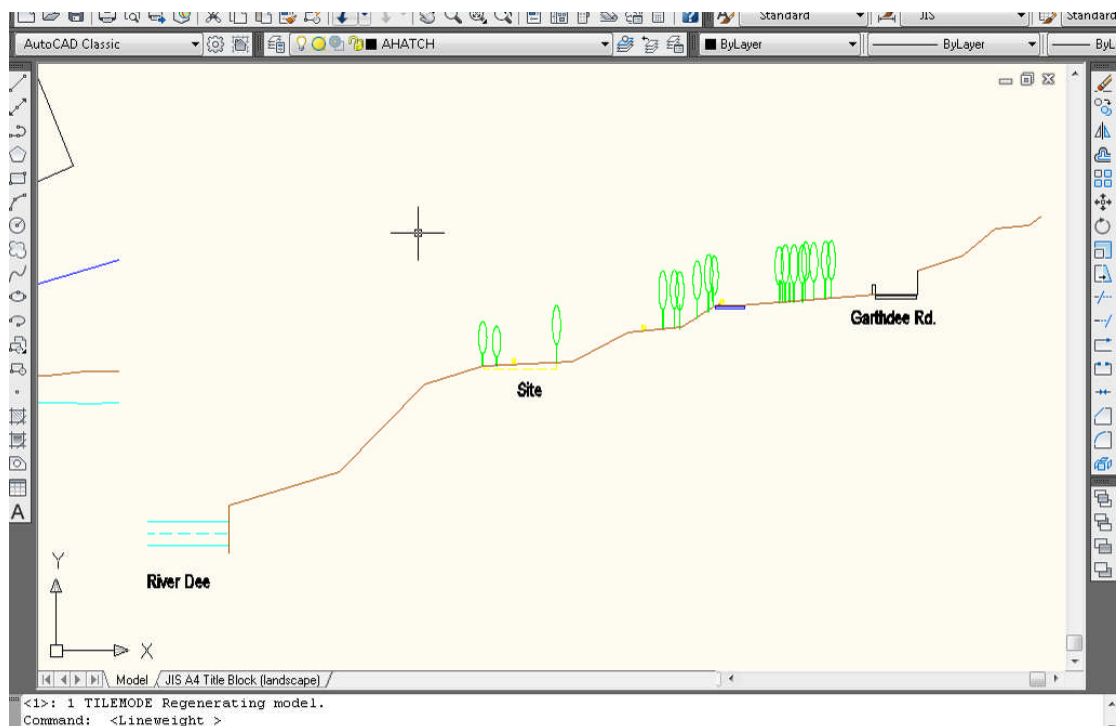 Standard JIS Standard
AutoCAD Classic AHATCH ByLayer ByLayer ByL
Garthdee Rd.
Site
River Dee
Y
X
A
Model JIS A4 Title Block (landscape)
<1>: 1 TILEMODE Regenerating model.
Command: <Lineweight >